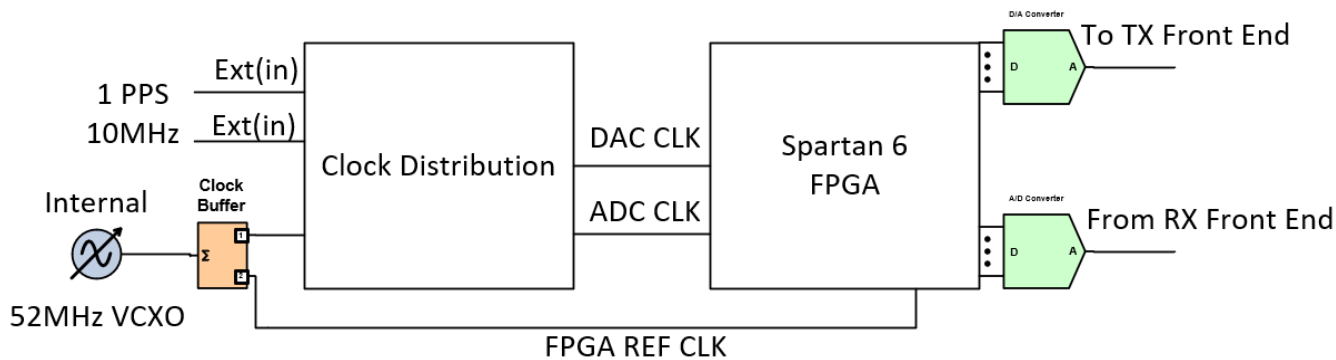 D/A Converter
To TX Front End
D
A
Ext(in)
1 PPS
Ext(in)
10MHz
DAC CLK
Spartan 6
FPGA
Clock Distribution
Clock
Buffer
A/D Converter
Internal
ADC CLK
From RX Front End
1
Σ
D
A
2
52MHz VCXO
FPGA REF CLK